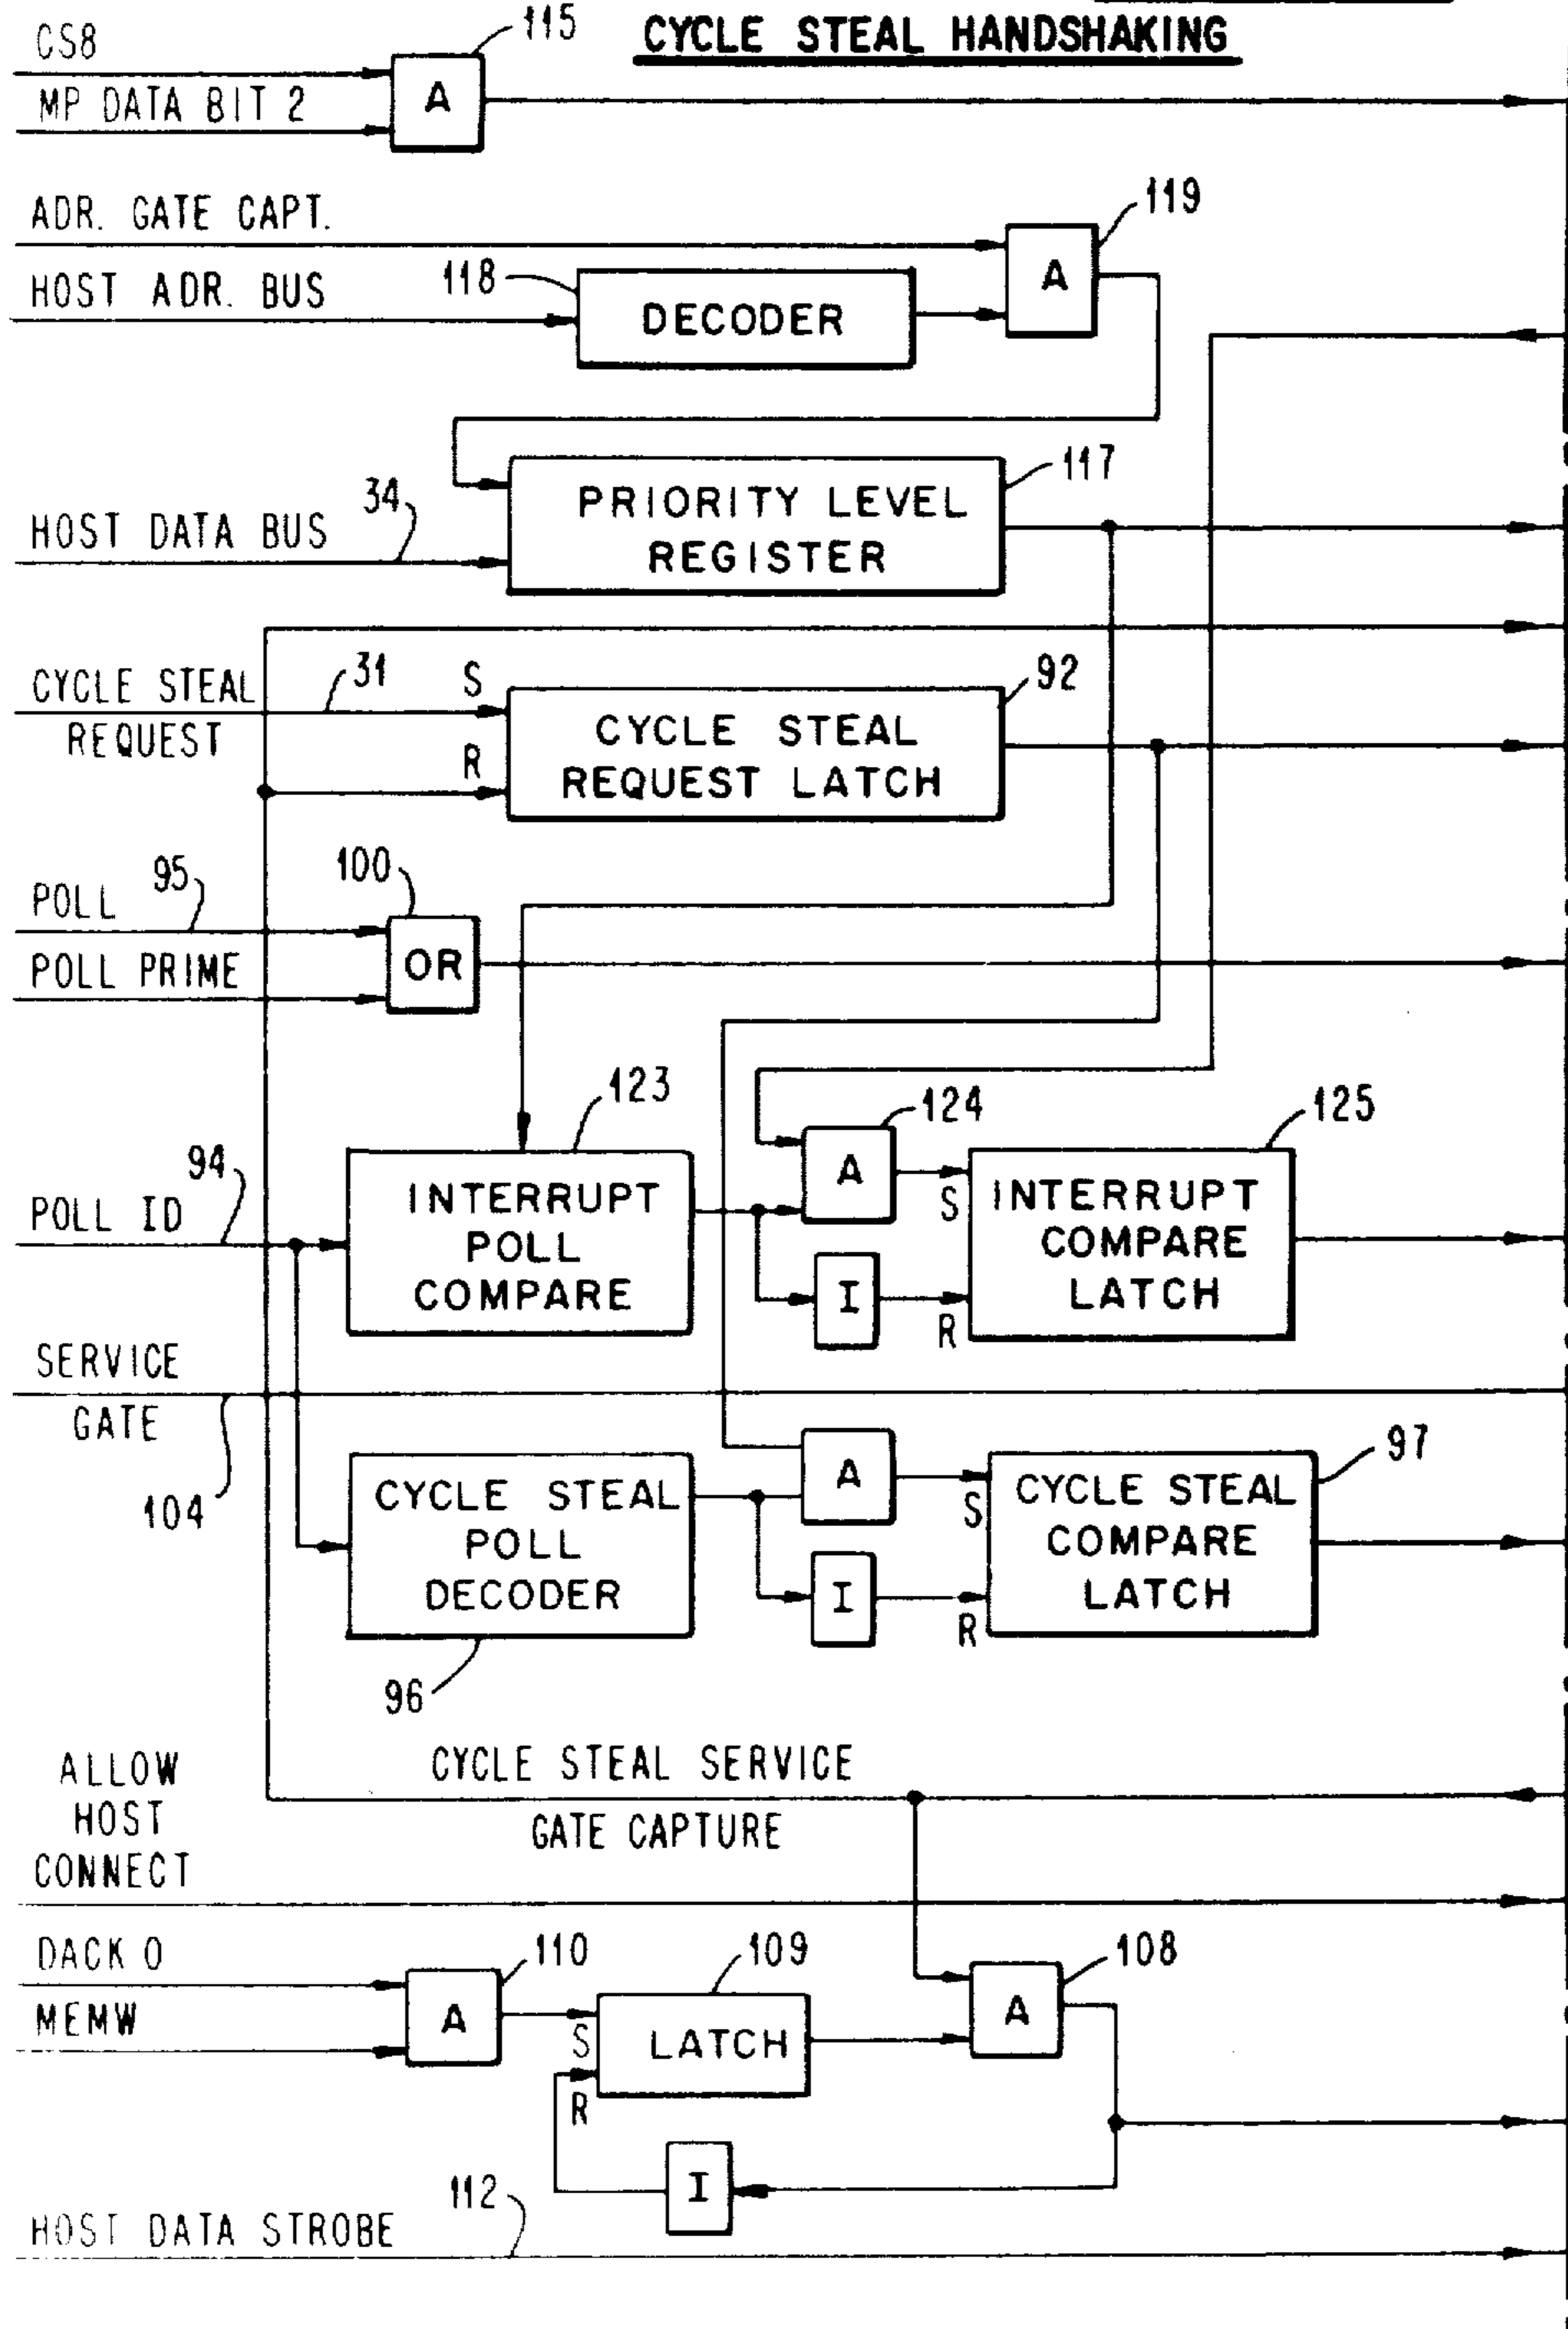 CYCLE STEAL HANDSHAKING
CS8
MP DATA BIT 2
A
115
ADR. GATE CAPT.
HOST ADR. BUS
118
DECODER
A
119
HOST DATA BUS
34
PRIORITY LEVEL
REGISTER
117
CYCLE STEAL
REQUEST
31
S
R
CYCLE STEAL
REQUEST LATCH
92
POLL
95
POLL PRIME
100
OR
POLL ID
94
123
INTERRUPT
POLL
COMPARE
A
124
I
S
R
125
INTERRUPT
COMPARE
LATCH
SERVICE
GATE
104
CYCLE STEAL
POLL
DECODER
96
A
I
S
R
CYCLE STEAL
COMPARE
LATCH
97
CYCLE STEAL SERVICE
GATE CAPTURE
ALLOW
HOST
CONNECT
DACK 0
MEMW
A
110
S
R
LATCH
109
A
108
I
HOST DATA STROBE
112